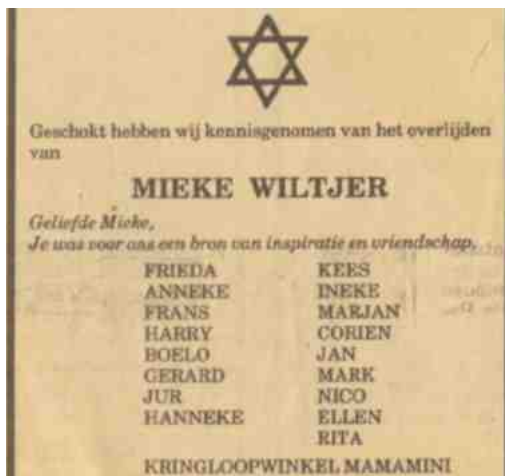 Geschokt hebben wij kennisgenomen van het overlijden
van
MIEKE WILTJER
Geliefde Mieke,
Je was voor ons een bron van inspiratie en vriendschap.
FRIEDA KEES
ANNEKE INEKE
FRANS MARJAN
HARRY CORIEN
BOELO JAN
GERARD MARK
JUR NICO
HANNEKE ELLEN
RITA
KRINGLOOPWINKEL MAMAMINI